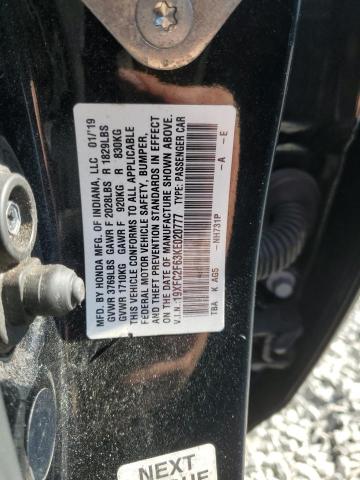 MFD. BY HONDA MFG. OF INDIANA, LLC 01/19
GVWR 3766LBS GAWR F 2028LBS R 1829LBS
GVWR 1710KG GAWR F 920KG R 830KG
THIS VEHICLE CONFORMS TO ALL APPLICABLE
FEDERAL MOTOR VEHICLE SAFETY, BUMPER,
AND THEFT PREVENTION STANDARDS IN EFFECT
ON THE DATE OF MANUFACTURE SHOWN ABOVE.
V.I.N.:19XFC2F63KE020777 TYPE: PASSENGER CAR
NH731P -A -E
TBA K AG5
NEXT